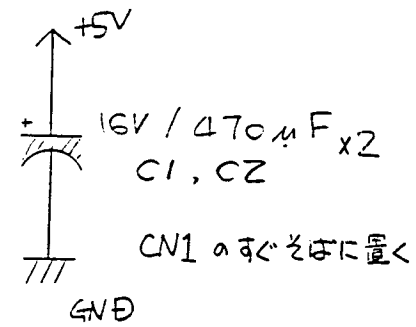 +5V
+
16V / 470μF x2
C1, C2
CN1 のすぐそばに置く
GND